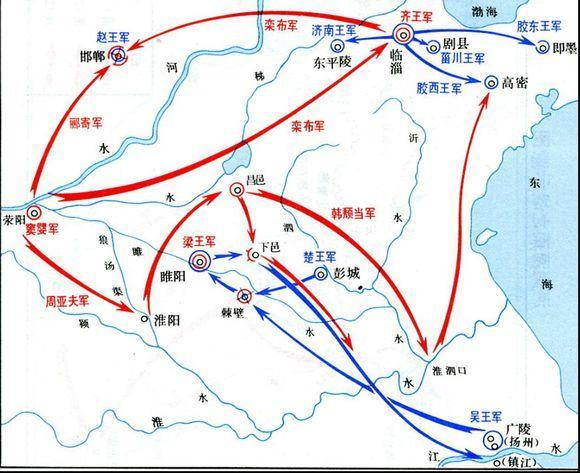 渤海
栾布军
齐王军
济南王军
胶东王军
赵王军
邯郸
河
济
东平陵
临淄
剧县
菑川王军
即墨
胶西王军
高密
郦寄军
栾布军
水
沂
东
海
荥阳
窦婴军
水
昌邑
韩颓当军
泗
水
狼汤渠
睢
梁王军
睢阳
下邑
楚王军
彭城
周亚夫军
颍
淮阳
棘壁
水
水
淮泗口
淮
水
水
吴王军
广陵
(扬州)
江
(镇江)
水